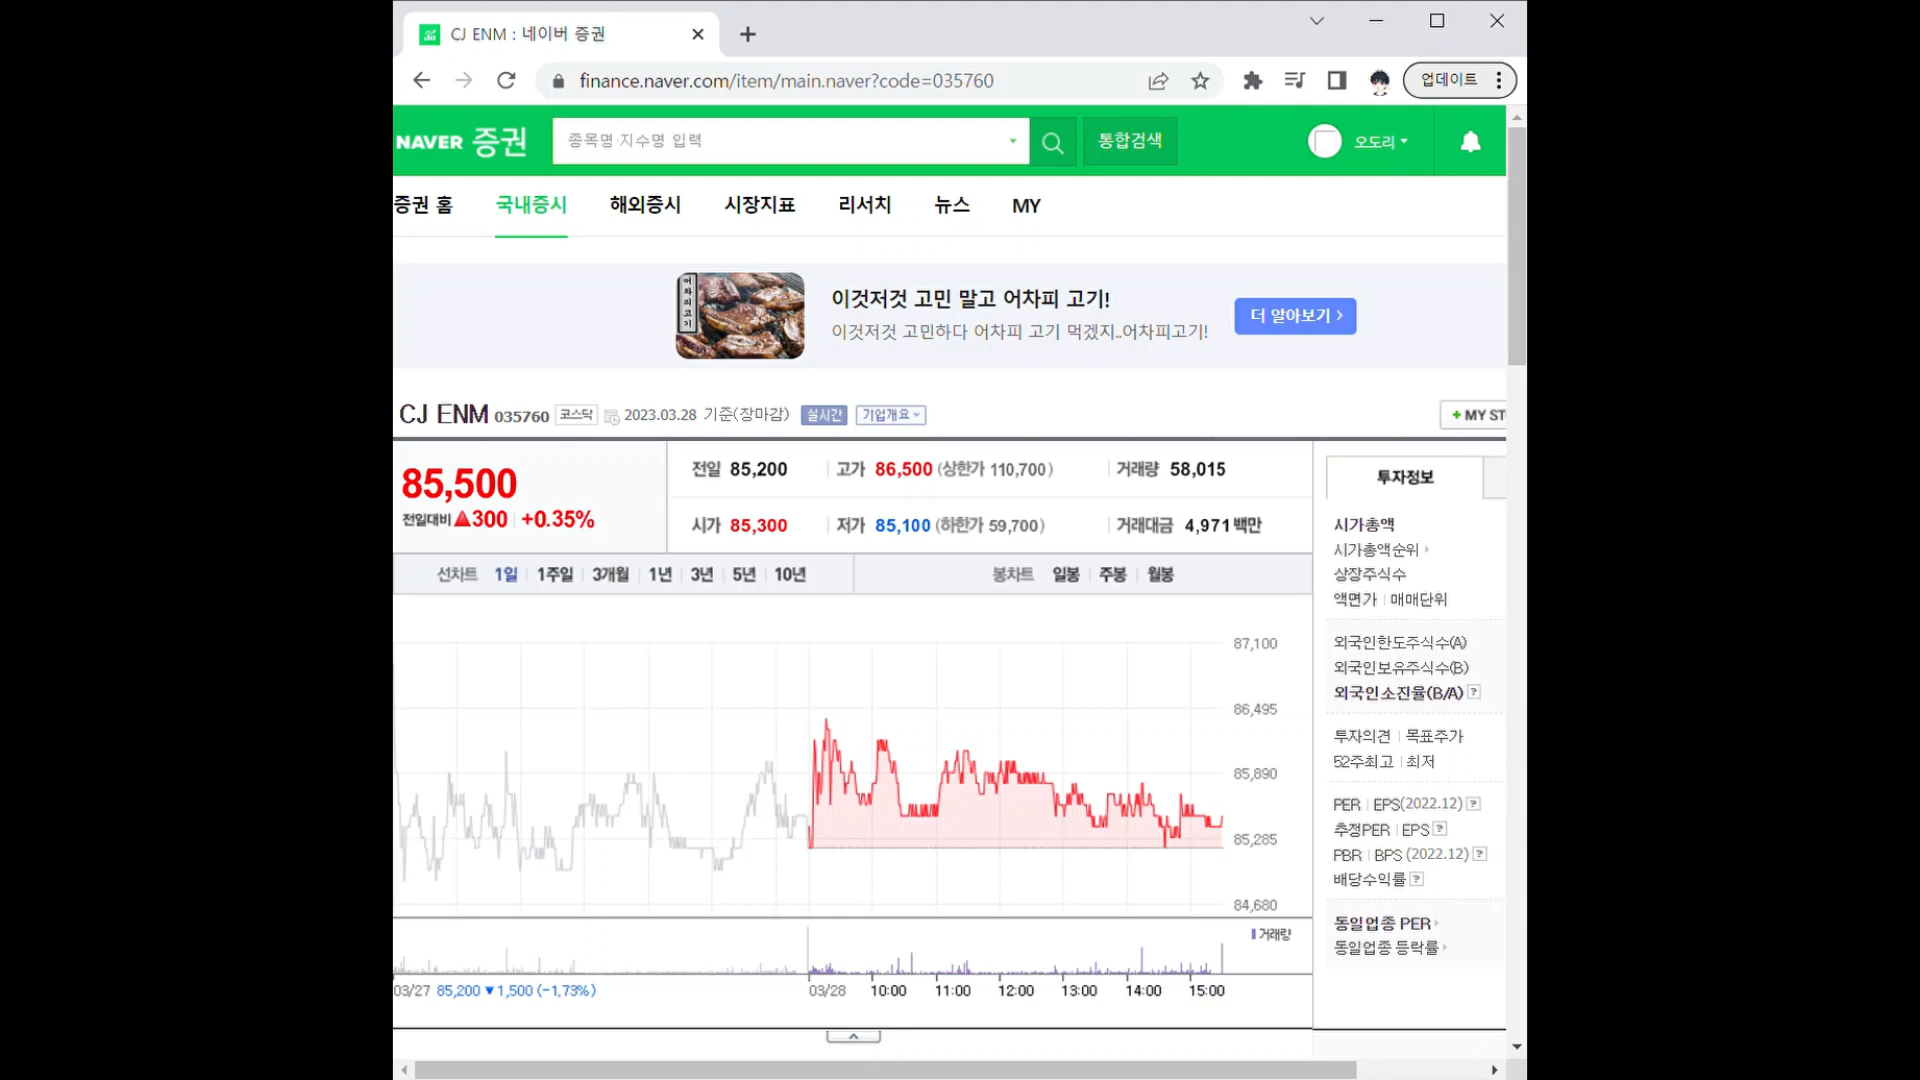 CJ ENM : 네이버 증권
finance.naver.com/item/main.naver?code=035760
업데이트
NAVER 증권
종목명·지수명 입력
통합검색
오도리
증권 홈 국내증시 해외증시 시장지표 리서치 뉴스 MY
어차피고기
이것저것 고민 말고 어차피 고기!
이것저것 고민하다 어차피 고기 먹겠지..어차피고기!
더 알아보기 >
CJ ENM 035760 코스닥 2023.03.28 기준(장마감) 실시간 기업개요
+ MY ST
85,500
전일대비 ▲300 +0.35%
전일 85,200 고가 86,500 (상한가 110,700) 거래량 58,015
시가 85,300 저가 85,100 (하한가 59,700) 거래대금 4,971 백만
선차트 1일 1주일 3개월 1년 3년 5년 10년
봉차트 일봉 주봉 월봉
87,100
86,495
85,890
85,285
84,680
거래량
03/27 85,200 ▼1,500 (-1,73%)
03/28 10:00 11:00 12:00 13:00 14:00 15:00
투자정보
시가총액
시가총액순위
상장주식수
액면가 매매단위
외국인한도주식수(A)
외국인보유주식수(B)
외국인소진율(B/A) ?
투자의견 목표주가
52주최고 최저
PER EPS(2022.12) ?
추정PER EPS ?
PBR BPS (2022.12) ?
배당수익률 ?
동일업종 PER
동일업종 등락률